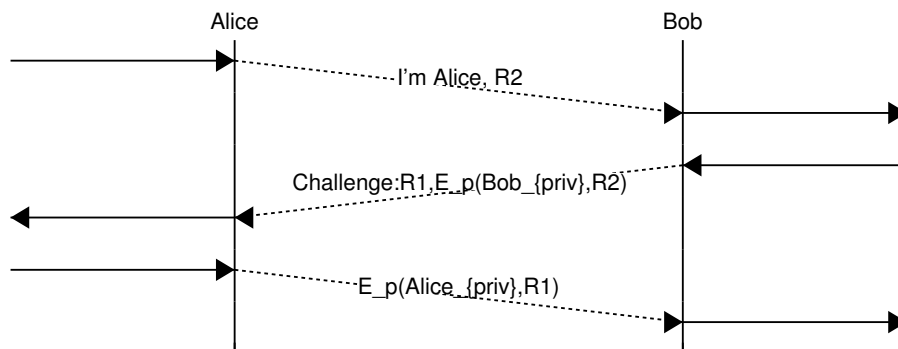 Alice
Bob
I'm Alice, R2
Challenge:R1,E_p(Bob_{priv},R2)
E_p(Alice_{priv},R1)